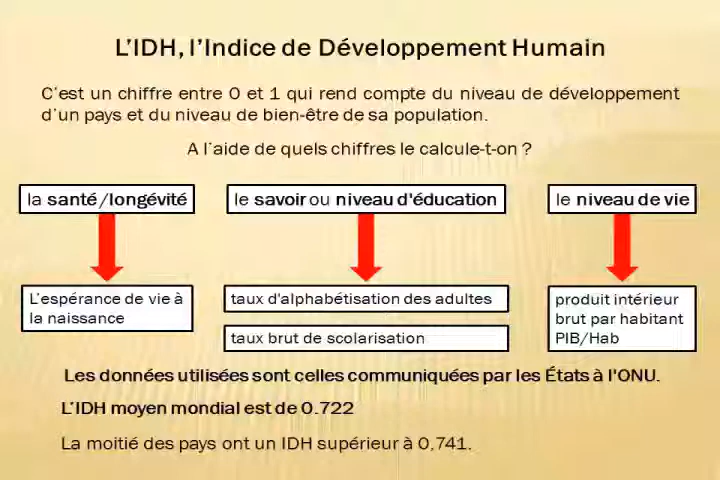 L’IDH, l’Indice de Développement Humain
C’est un chiffre entre 0 et 1 qui rend compte du niveau de développement
d’un pays et du niveau de bien-être de sa population.
A l’aide de quels chiffres le calcule-t-on ?
la santé/longévité
le savoir ou niveau d'éducation
le niveau de vie
L’espérance de vie à
la naissance
taux d'alphabétisation des adultes
taux brut de scolarisation
produit intérieur
brut par habitant
PIB/Hab
Les données utilisées sont celles communiquées par les États à l'ONU.
L’IDH moyen mondial est de 0.722
La moitié des pays ont un IDH supérieur à 0,741.